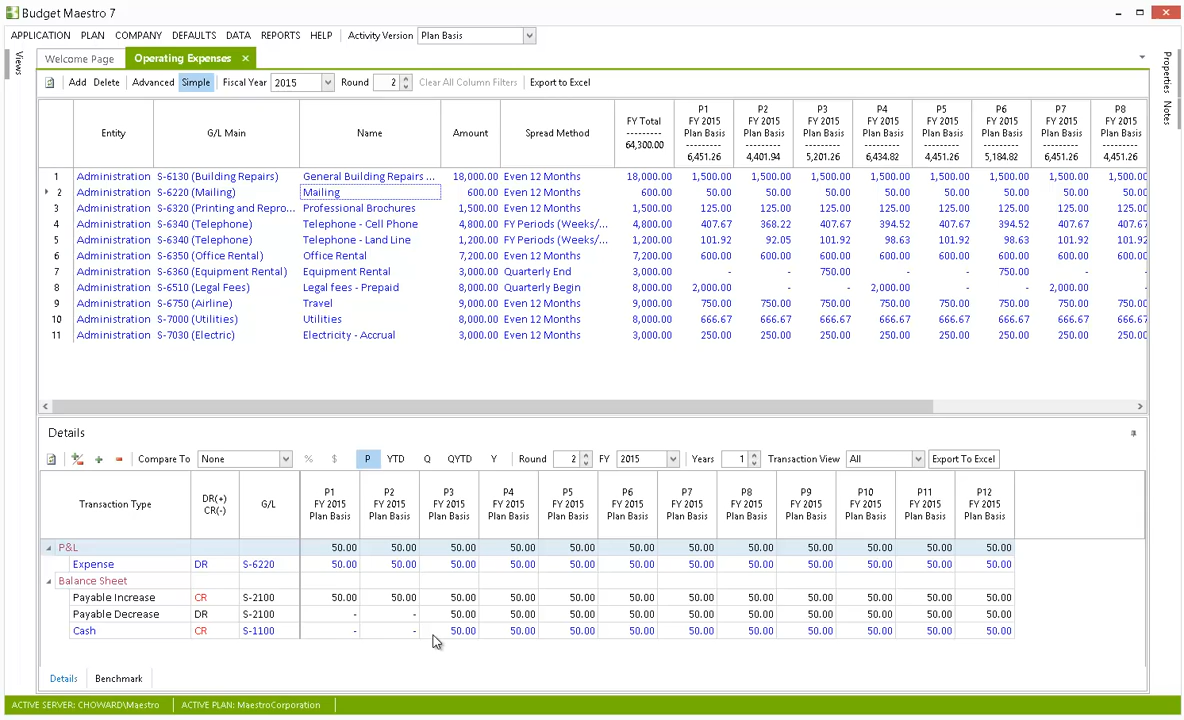 Budget Maestro 7
APPLICATION PLAN COMPANY DEFAULTS DATA REPORTS HELP Activity Version Plan Basis
Views
Welcome Page Operating Expenses ×
Properties
Notes
Add Delete Advanced Simple Fiscal Year 2015 Round 2 Clear All Column Filters Export to Excel
Entity G/L Main Name Amount Spread Method FY Total --------- 64,300.00 P1 FY 2015 Plan Basis --------- 6,451.26 P2 FY 2015 Plan Basis --------- 4,401.94 P3 FY 2015 Plan Basis --------- 5,201.26 P4 FY 2015 Plan Basis --------- 6,434.82 P5 FY 2015 Plan Basis --------- 4,451.26 P6 FY 2015 Plan Basis --------- 5,184.82 P7 FY 2015 Plan Basis --------- 6,451.26 P8 FY 2015 Plan Basis --------- 4,451.26
1 Administration S-6130 (Building Repairs) General Building Repairs ... 18,000.00 Even 12 Months 18,000.00 1,500.00 1,500.00 1,500.00 1,500.00 1,500.00 1,500.00 1,500.00 1,500.00
2 Administration S-6220 (Mailing) Mailing 600.00 Even 12 Months 600.00 50.00 50.00 50.00 50.00 50.00 50.00 50.00 50.00
3 Administration S-6320 (Printing and Repro... Professional Brochures 1,500.00 Even 12 Months 1,500.00 125.00 125.00 125.00 125.00 125.00 125.00 125.00 125.00
4 Administration S-6340 (Telephone) Telephone - Cell Phone 4,800.00 FY Periods (Weeks/... 4,800.00 407.67 368.22 407.67 394.52 407.67 394.52 407.67 407.67
5 Administration S-6340 (Telephone) Telephone - Land Line 1,200.00 FY Periods (Weeks/... 1,200.00 101.92 92.05 101.92 98.63 101.92 98.63 101.92 101.92
6 Administration S-6350 (Office Rental) Office Rental 7,200.00 Even 12 Months 7,200.00 600.00 600.00 600.00 600.00 600.00 600.00 600.00 600.00
7 Administration S-6360 (Equipment Rental) Equipment Rental 3,000.00 Quarterly End 3,000.00 - - 750.00 - - 750.00 - -
8 Administration S-6510 (Legal Fees) Legal fees - Prepaid 8,000.00 Quarterly Begin 8,000.00 2,000.00 - - 2,000.00 - - 2,000.00 -
9 Administration S-6750 (Airline) Travel 9,000.00 Even 12 Months 9,000.00 750.00 750.00 750.00 750.00 750.00 750.00 750.00 750.00
10 Administration S-7000 (Utilities) Utilities 8,000.00 Even 12 Months 8,000.00 666.67 666.67 666.67 666.67 666.67 666.67 666.67 666.67
11 Administration S-7030 (Electric) Electricity - Accrual 3,000.00 Even 12 Months 3,000.00 250.00 250.00 250.00 250.00 250.00 250.00 250.00 250.00
Details
Compare To None % $ P YTD Q QYTD Y Round 2 FY 2015 Years 1 Transaction View All Export To Excel
Transaction Type DR(+) CR(-) G/L P1 FY 2015 Plan Basis P2 FY 2015 Plan Basis P3 FY 2015 Plan Basis P4 FY 2015 Plan Basis P5 FY 2015 Plan Basis P6 FY 2015 Plan Basis P7 FY 2015 Plan Basis P8 FY 2015 Plan Basis P9 FY 2015 Plan Basis P10 FY 2015 Plan Basis P11 FY 2015 Plan Basis P12 FY 2015 Plan Basis
P&L 50.00 50.00 50.00 50.00 50.00 50.00 50.00 50.00 50.00 50.00 50.00 50.00
Expense DR S-6220 50.00 50.00 50.00 50.00 50.00 50.00 50.00 50.00 50.00 50.00 50.00 50.00
Balance Sheet
Payable Increase CR S-2100 50.00 50.00 50.00 50.00 50.00 50.00 50.00 50.00 50.00 50.00 50.00 50.00
Payable Decrease DR S-2100 - - 50.00 50.00 50.00 50.00 50.00 50.00 50.00 50.00 50.00 50.00
Cash CR S-1100 - - 50.00 50.00 50.00 50.00 50.00 50.00 50.00 50.00 50.00 50.00
Details Benchmark
ACTIVE SERVER: CHOWARD\Maestro ACTIVE PLAN: MaestroCorporation